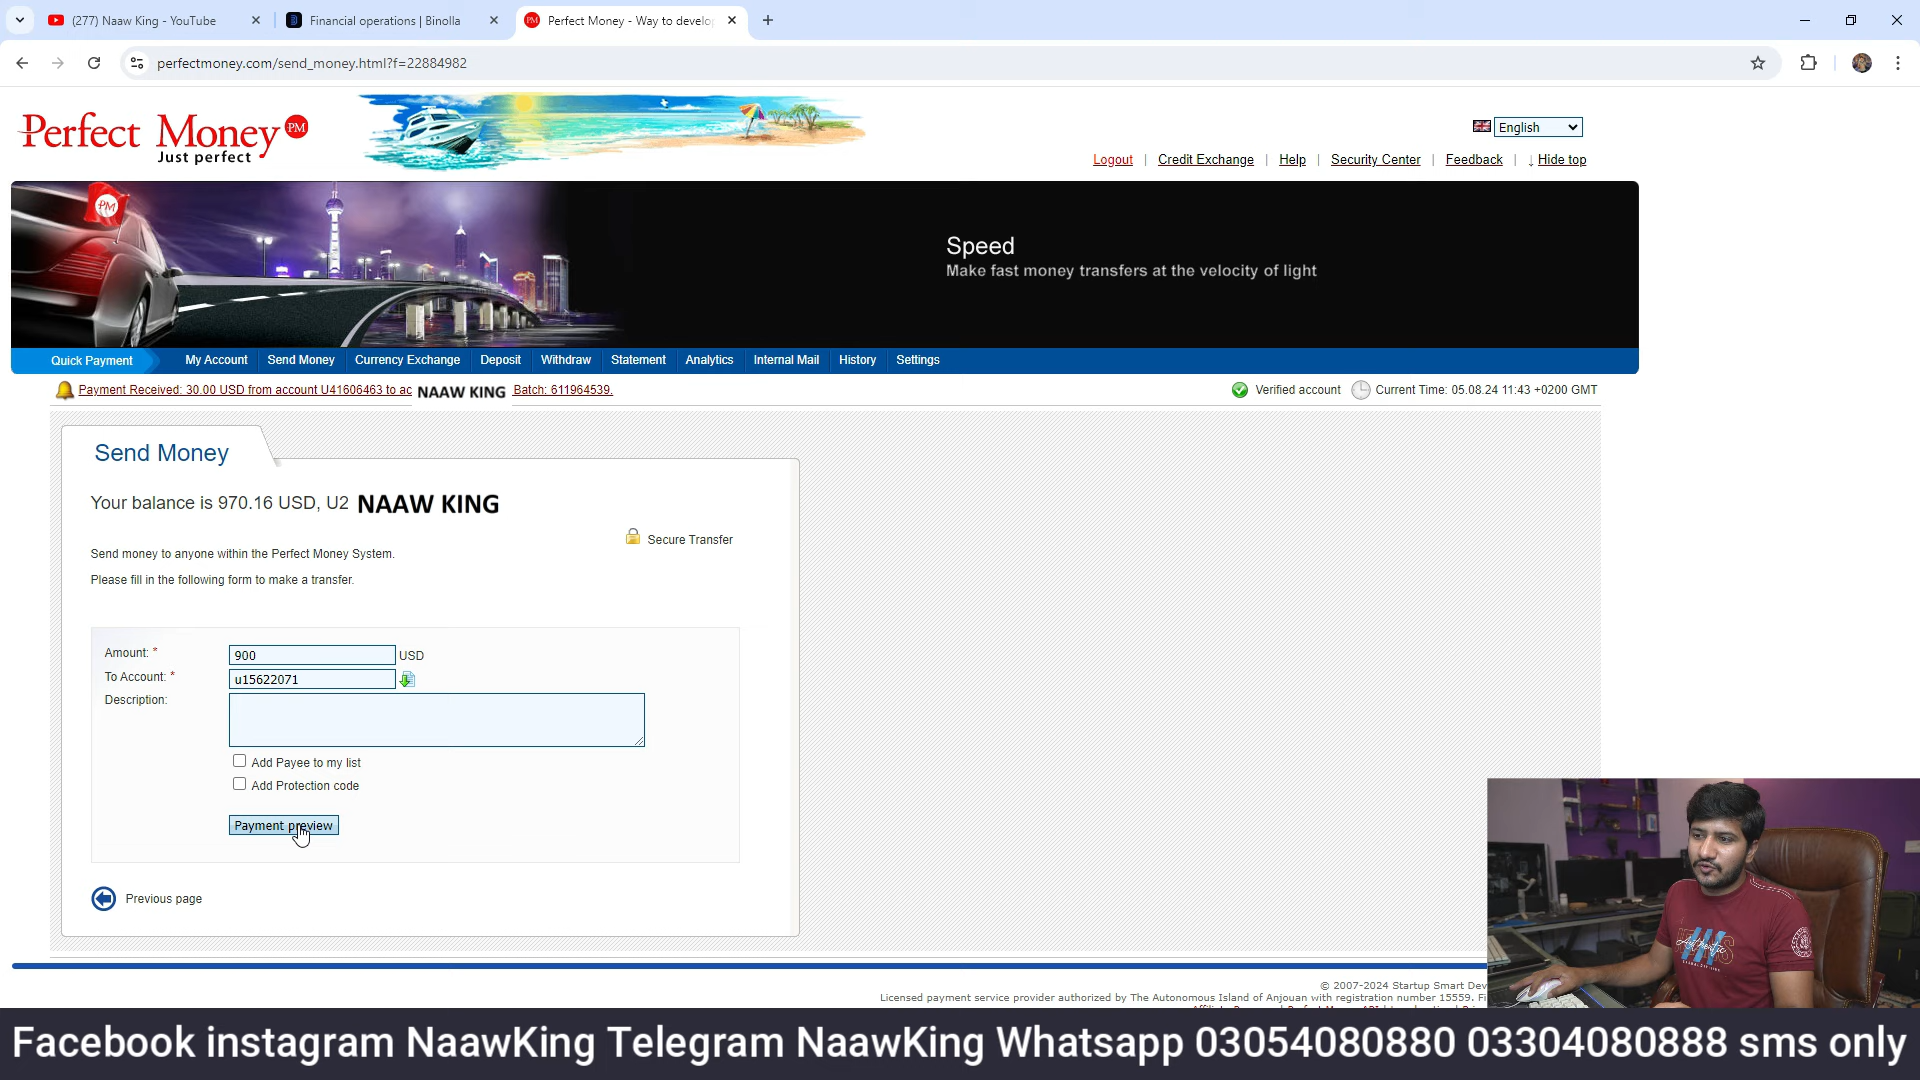 (277) Naaw King - YouTube
Financial operations | Binolla
Perfect Money - Way to develo
perfectmoney.com/send_money.html?f=22884982
Perfect Money PM
Just perfect
English
Logout | Credit Exchange | Help | Security Center | Feedback | ↓ Hide top
PM
Speed
Make fast money transfers at the velocity of light
Quick Payment My Account Send Money Currency Exchange Deposit Withdraw Statement Analytics Internal Mail History Settings
Payment Received: 30.00 USD from account U41606463 to ac NAAW KING Batch: 611964539.
Verified account Current Time: 05.08.24 11:43 +0200 GMT
Send Money
Your balance is 970.16 USD, U2 NAAW KING
Secure Transfer
Send money to anyone within the Perfect Money System.
Please fill in the following form to make a transfer.
Amount: * 900 USD
To Account: * u15622071
Description:
Add Payee to my list
Add Protection code
Payment preview
Previous page
© 2007-2024 Startup Smart Dev
Licensed payment service provider authorized by The Autonomous Island of Anjouan with registration number 15559. Fi
Authentic
Facebook instagram NaawKing Telegram NaawKing Whatsapp 03054080880 03304080888 sms only